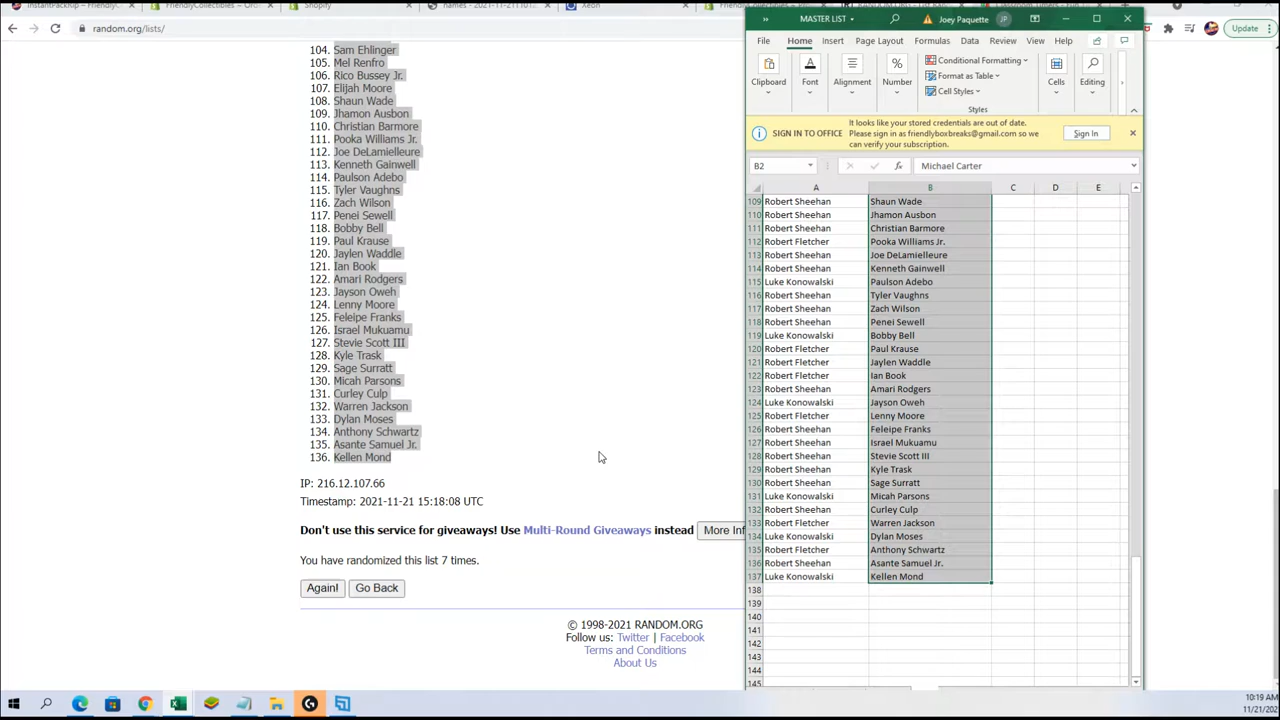 InstantPackRip - FriendlyC
FriendlyCollectibles — Ord
Shopify
names - 2021-11-21T10
Xeon
random.org/lists/
Update
104. Sam Ehlinger
105. Mel Renfro
106. Rico Bussey Jr.
107. Elijah Moore
108. Shaun Wade
109. Jhamon Ausbon
110. Christian Barmore
111. Pooka Williams Jr.
112. Joe DeLamielleure
113. Kenneth Gainwell
114. Paulson Adebo
115. Tyler Vaughns
116. Zach Wilson
117. Penei Sewell
118. Bobby Bell
119. Paul Krause
120. Jaylen Waddle
121. Ian Book
122. Amari Rodgers
123. Jayson Oweh
124. Lenny Moore
125. Feleipe Franks
126. Israel Mukuamu
127. Stevie Scott III
128. Kyle Trask
129. Sage Surratt
130. Micah Parsons
131. Curley Culp
132. Warren Jackson
133. Dylan Moses
134. Anthony Schwartz
135. Asante Samuel Jr.
136. Kellen Mond
IP: 216.12.107.66
Timestamp: 2021-11-21 15:18:08 UTC
Don't use this service for giveaways! Use Multi-Round Giveaways instead More Inf
You have randomized this list 7 times.
Again! Go Back
© 1998-2021 RANDOM.ORG
Follow us: Twitter | Facebook
Terms and Conditions
About Us
MASTER LIST Joey Paquette JP
File Home Insert Page Layout Formulas Data Review View Help
Clipboard Font Alignment Number Conditional Formatting Format as Table Cell Styles Styles Cells Editing
SIGN IN TO OFFICE It looks like your stored credentials are out of date. Please sign in as friendlyboxbreaks@gmail.com so we can verify your subscription. Sign In
B2 fx Michael Carter
A B C D E
109 Robert Sheehan Shaun Wade
110 Robert Sheehan Jhamon Ausbon
111 Robert Sheehan Christian Barmore
112 Robert Fletcher Pooka Williams Jr.
113 Robert Sheehan Joe DeLamielleure
114 Robert Sheehan Kenneth Gainwell
115 Luke Konowalski Paulson Adebo
116 Robert Sheehan Tyler Vaughns
117 Robert Sheehan Zach Wilson
118 Robert Sheehan Penei Sewell
119 Luke Konowalski Bobby Bell
120 Robert Fletcher Paul Krause
121 Robert Fletcher Jaylen Waddle
122 Robert Fletcher Ian Book
123 Robert Sheehan Amari Rodgers
124 Luke Konowalski Jayson Oweh
125 Robert Fletcher Lenny Moore
126 Robert Sheehan Feleipe Franks
127 Robert Sheehan Israel Mukuamu
128 Robert Sheehan Stevie Scott III
129 Robert Sheehan Kyle Trask
130 Robert Sheehan Sage Surratt
131 Luke Konowalski Micah Parsons
132 Robert Sheehan Curley Culp
133 Robert Fletcher Warren Jackson
134 Luke Konowalski Dylan Moses
135 Robert Fletcher Anthony Schwartz
136 Robert Sheehan Asante Samuel Jr.
137 Luke Konowalski Kellen Mond
138
139
140
141
142
143
144
145
10:19 AM
11/21/202